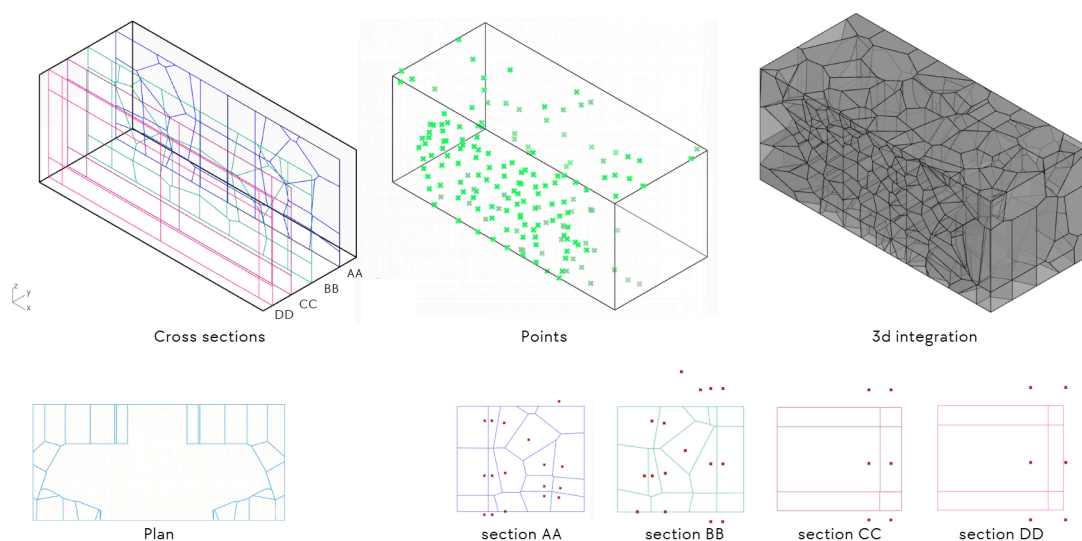 AA
BB
CC
DD
z
y
x
Cross sections
Points
3d integration
Plan
section AA
section BB
section CC
section DD